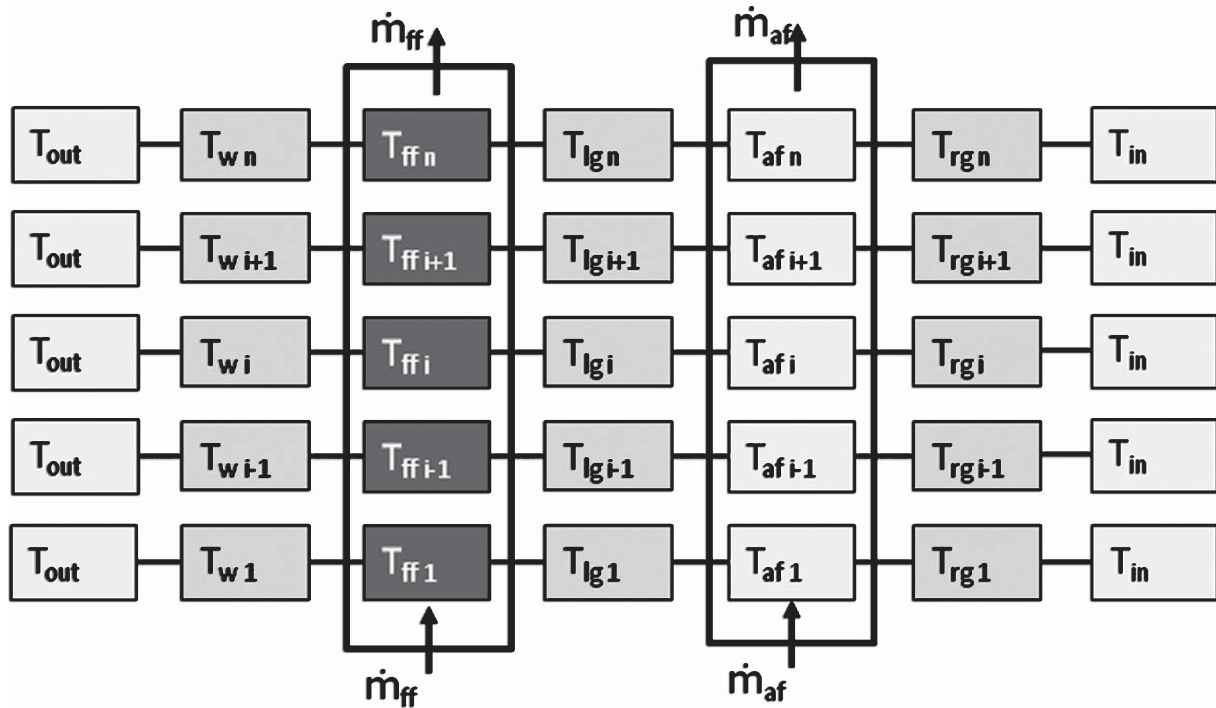 ṁff ṁaf
Tout Tw n Tff n Tlg n Taf n Trg n Tin
Tout Tw i+1 Tff i+1 Tlg i+1 Taf i+1 Trg i+1 Tin
Tout Tw i Tff i Tlg i Taf i Trg i Tin
Tout Tw i-1 Tff i-1 Tlg i-1 Taf i-1 Trg i-1 Tin
Tout Tw 1 Tff 1 Tlg 1 Taf 1 Trg 1 Tin
ṁff ṁaf